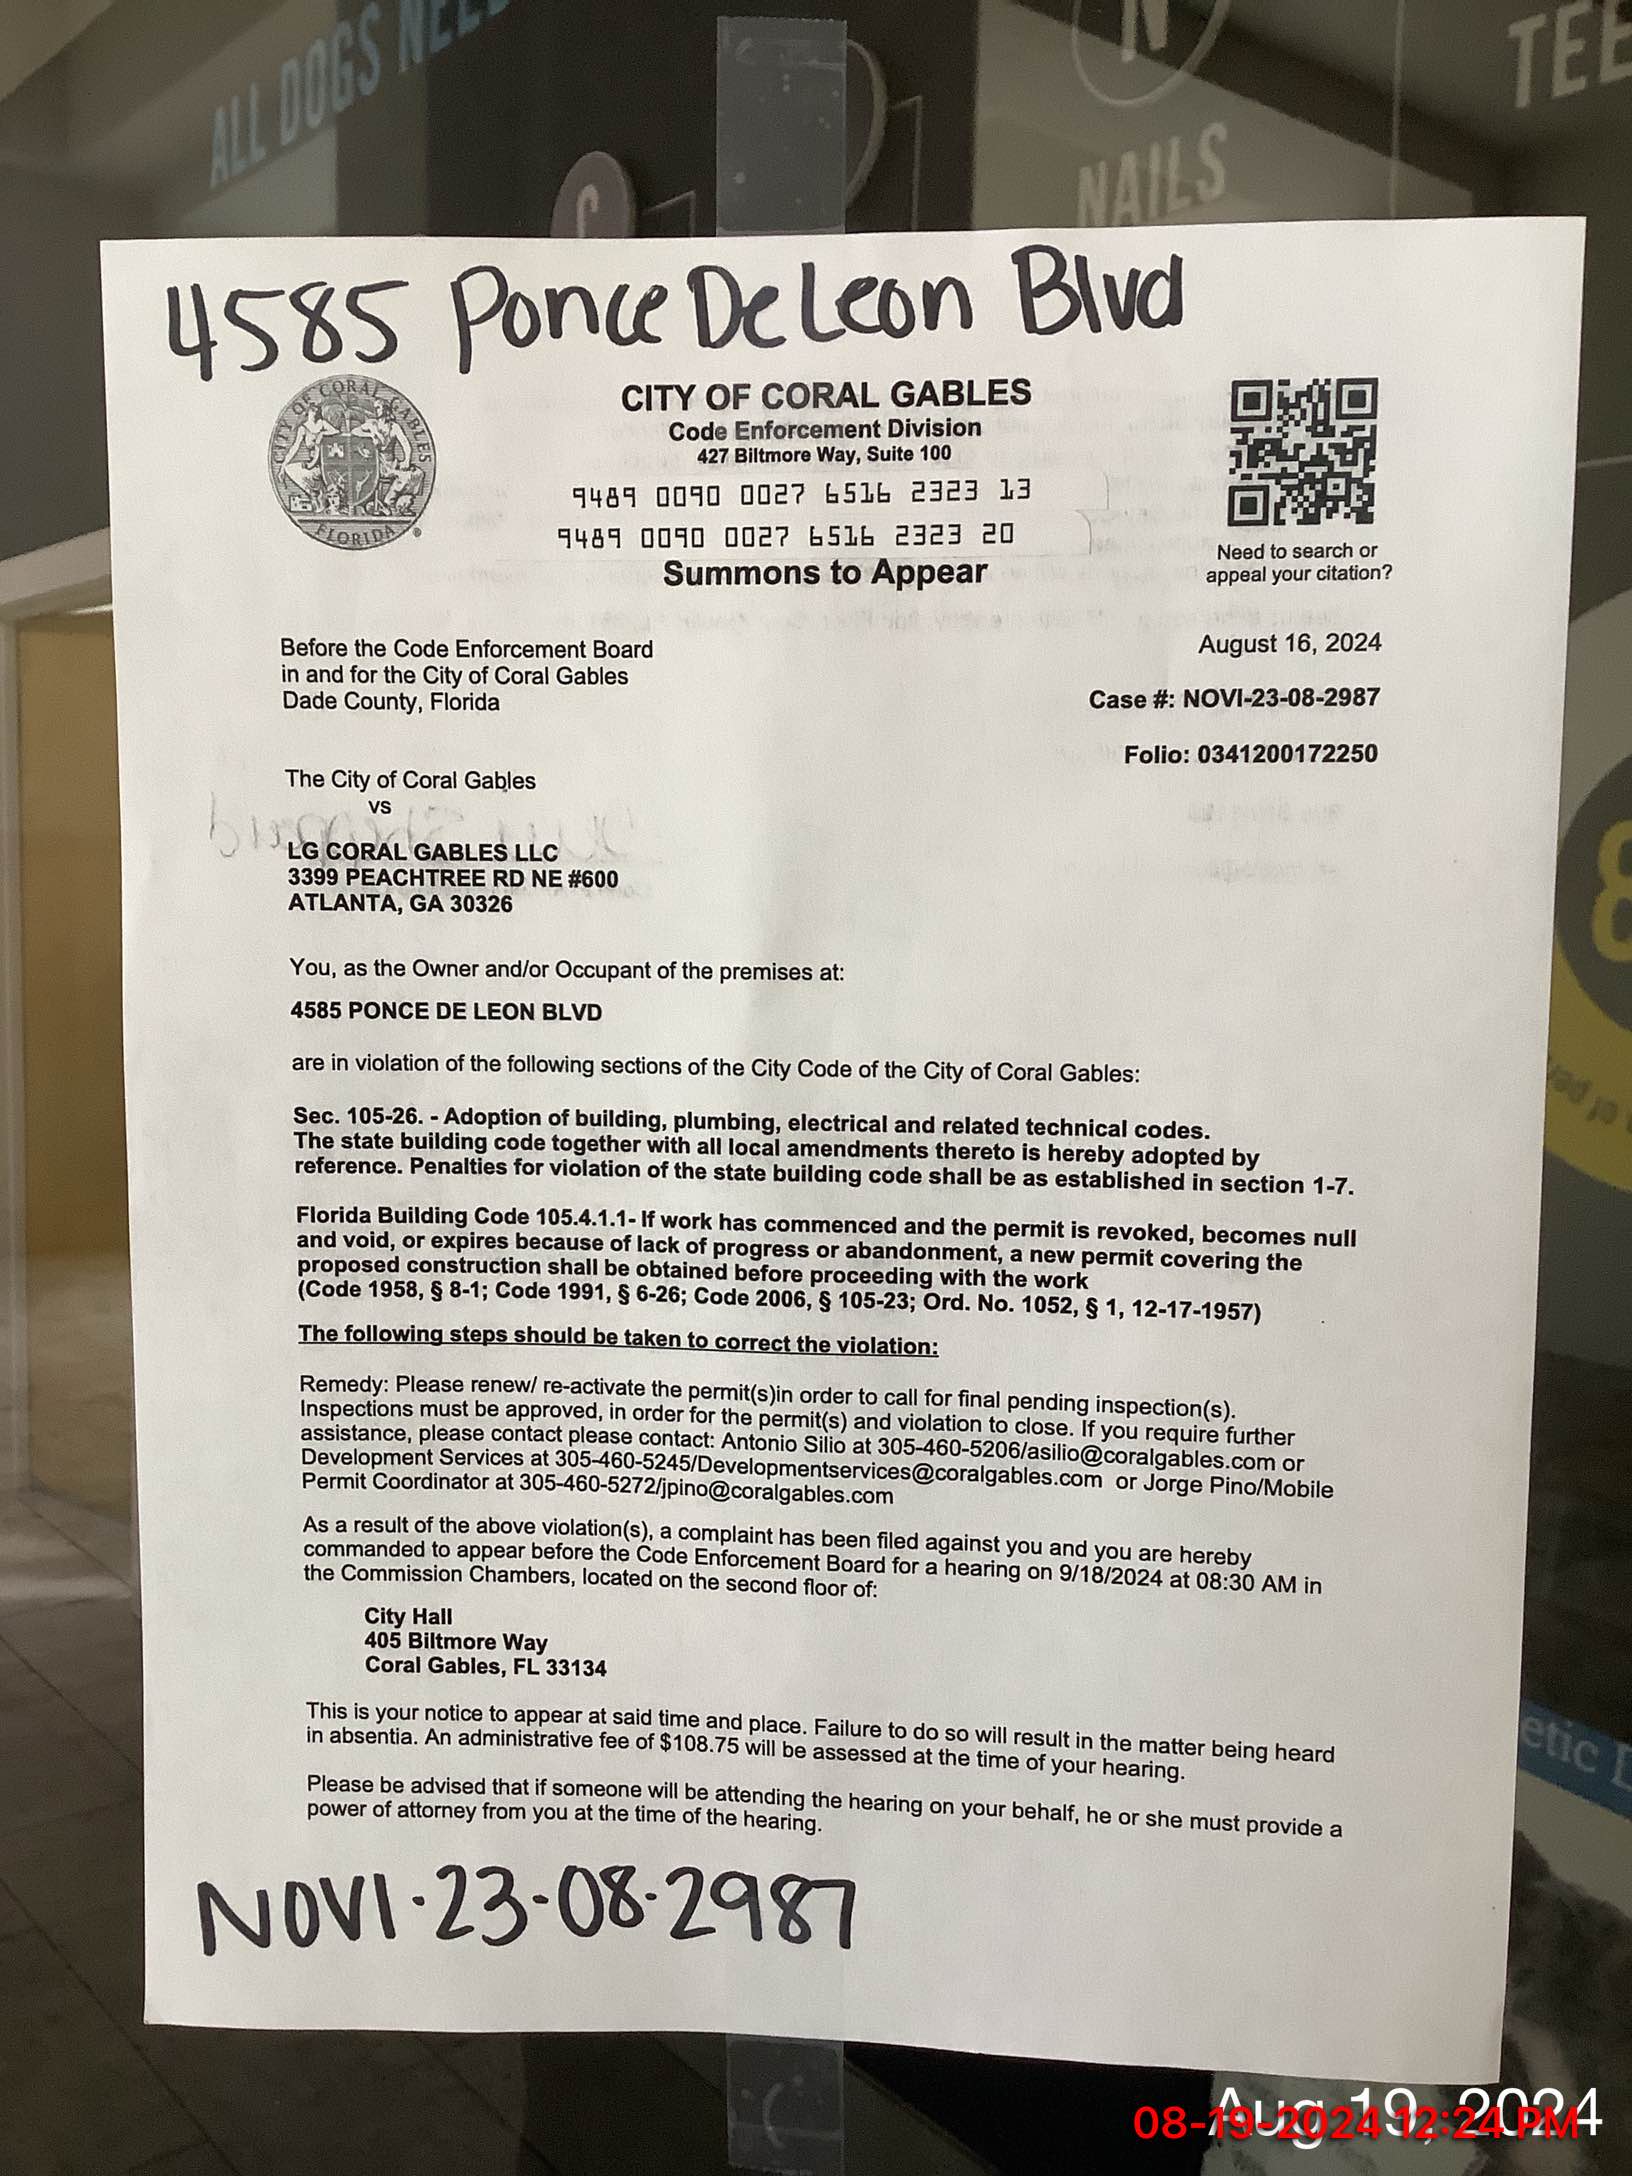 ALL DOGS NEE
N
NAILS
TEE
4585 Ponce De Leon Blvd
CITY OF CORAL GABLES
FLORIDA
CITY OF CORAL GABLES
Code Enforcement Division
427 Biltmore Way, Suite 100
9489 0090 0027 6516 2323 13
9489 0090 0027 6516 2323 20
Summons to Appear
Need to search or
appeal your citation?
Before the Code Enforcement Board
in and for the City of Coral Gables
Dade County, Florida
August 16, 2024
Case #: NOVI-23-08-2987
Folio: 0341200172250
The City of Coral Gables
vs
LG CORAL GABLES LLC
3399 PEACHTREE RD NE #600
ATLANTA, GA 30326
You, as the Owner and/or Occupant of the premises at:
4585 PONCE DE LEON BLVD
are in violation of the following sections of the City Code of the City of Coral Gables:
Sec. 105-26. - Adoption of building, plumbing, electrical and related technical codes.
The state building code together with all local amendments thereto is hereby adopted by
reference. Penalties for violation of the state building code shall be as established in section 1-7.
Florida Building Code 105.4.1.1- If work has commenced and the permit is revoked, becomes null
and void, or expires because of lack of progress or abandonment, a new permit covering the
proposed construction shall be obtained before proceeding with the work
(Code 1958, § 8-1; Code 1991, § 6-26; Code 2006, § 105-23; Ord. No. 1052, § 1, 12-17-1957)
The following steps should be taken to correct the violation:
Remedy: Please renew/ re-activate the permit(s)in order to call for final pending inspection(s).
Inspections must be approved, in order for the permit(s) and violation to close. If you require further
assistance, please contact please contact: Antonio Silio at 305-460-5206/asilio@coralgables.com or
Development Services at 305-460-5245/Developmentservices@coralgables.com or Jorge Pino/Mobile
Permit Coordinator at 305-460-5272/jpino@coralgables.com
As a result of the above violation(s), a complaint has been filed against you and you are hereby
commanded to appear before the Code Enforcement Board for a hearing on 9/18/2024 at 08:30 AM in
the Commission Chambers, located on the second floor of:
City Hall
405 Biltmore Way
Coral Gables, FL 33134
This is your notice to appear at said time and place. Failure to do so will result in the matter being heard
in absentia. An administrative fee of $108.75 will be assessed at the time of your hearing.
Please be advised that if someone will be attending the hearing on your behalf, he or she must provide a
power of attorney from you at the time of the hearing.
NOVI-23-08-2987
8
etic D
Aug 19, 2024
08-19-2024 12:24 PM